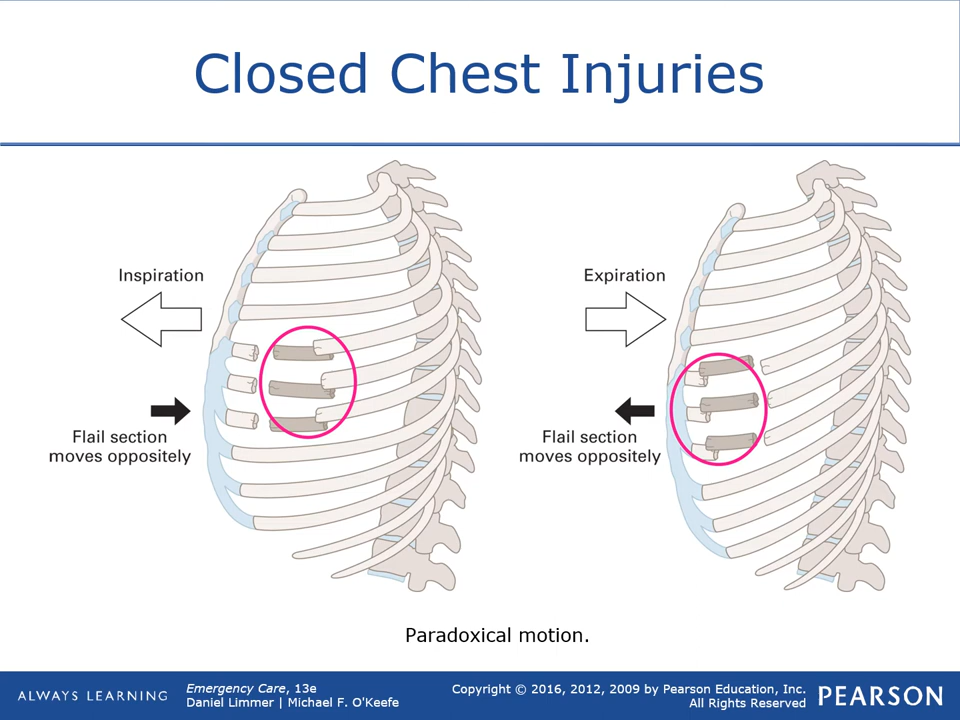 Closed Chest Injuries
Inspiration
Flail section
moves oppositely
Expiration
Flail section
moves oppositely
Paradoxical motion.
ALWAYS LEARNING
Emergency Care, 13e
Daniel Limmer | Michael F. O'Keefe
Copyright © 2016, 2012, 2009 by Pearson Education, Inc.
All Rights Reserved
PEARSON